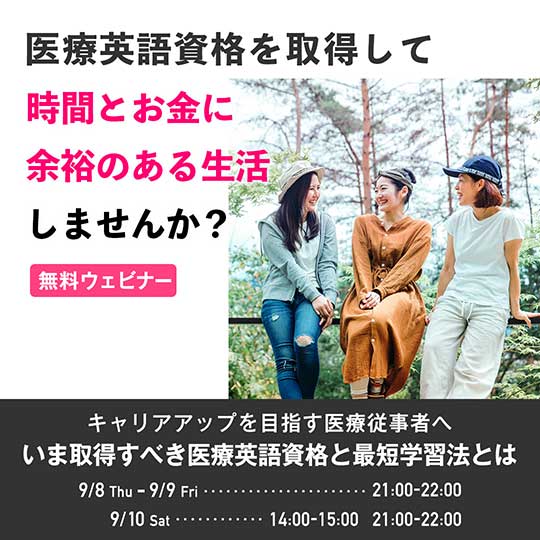 医療英語資格を取得して
時間とお金に
余裕のある生活
しませんか？
無料ウェビナー
キャリアアップを目指す医療従事者へ
いま取得すべき医療英語資格と最短学習法とは
9/8 Thu - 9/9 Fri ‥‥‥‥‥‥‥‥‥‥ 21:00-22:00
9/10 Sat ‥‥‥‥‥‥ 14:00-15:00 21:00-22:00